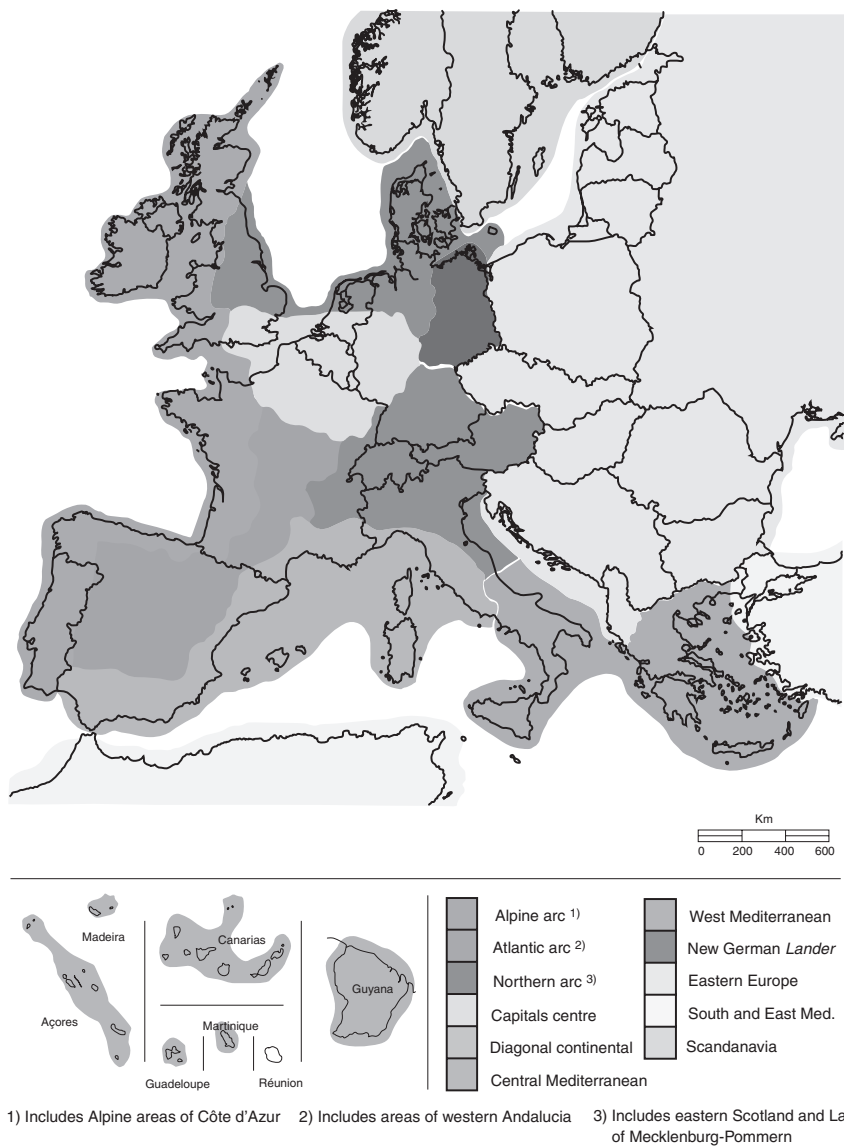 Km
0 200 400 600
Madeira
Açores
Canarias
Martinique
Guadeloupe
Réunion
Guyana
Alpine arc 1)
Atlantic arc 2)
Northern arc 3)
Capitals centre
Diagonal continental
Central Mediterranean
West Mediterranean
New German Lander
Eastern Europe
South and East Med.
Scandanavia
1) Includes Alpine areas of Côte d'Azur 2) Includes areas of western Andalucia 3) Includes eastern Scotland and La
of Mecklenburg-Pommern